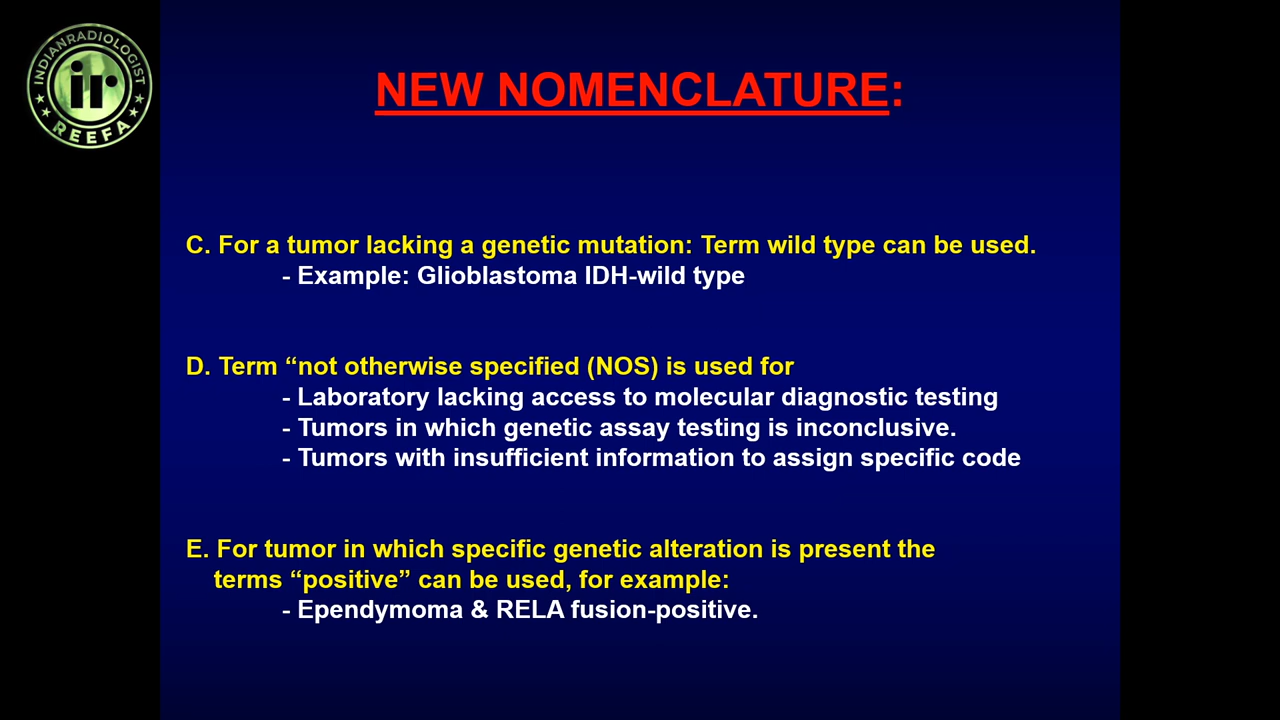 INDIANRADIOLOGIST
ir
REEFA
NEW NOMENCLATURE:
C. For a tumor lacking a genetic mutation: Term wild type can be used.
- Example: Glioblastoma IDH-wild type
D. Term “not otherwise specified (NOS) is used for
- Laboratory lacking access to molecular diagnostic testing
- Tumors in which genetic assay testing is inconclusive.
- Tumors with insufficient information to assign specific code
E. For tumor in which specific genetic alteration is present the
terms “positive” can be used, for example:
- Ependymoma & RELA fusion-positive.